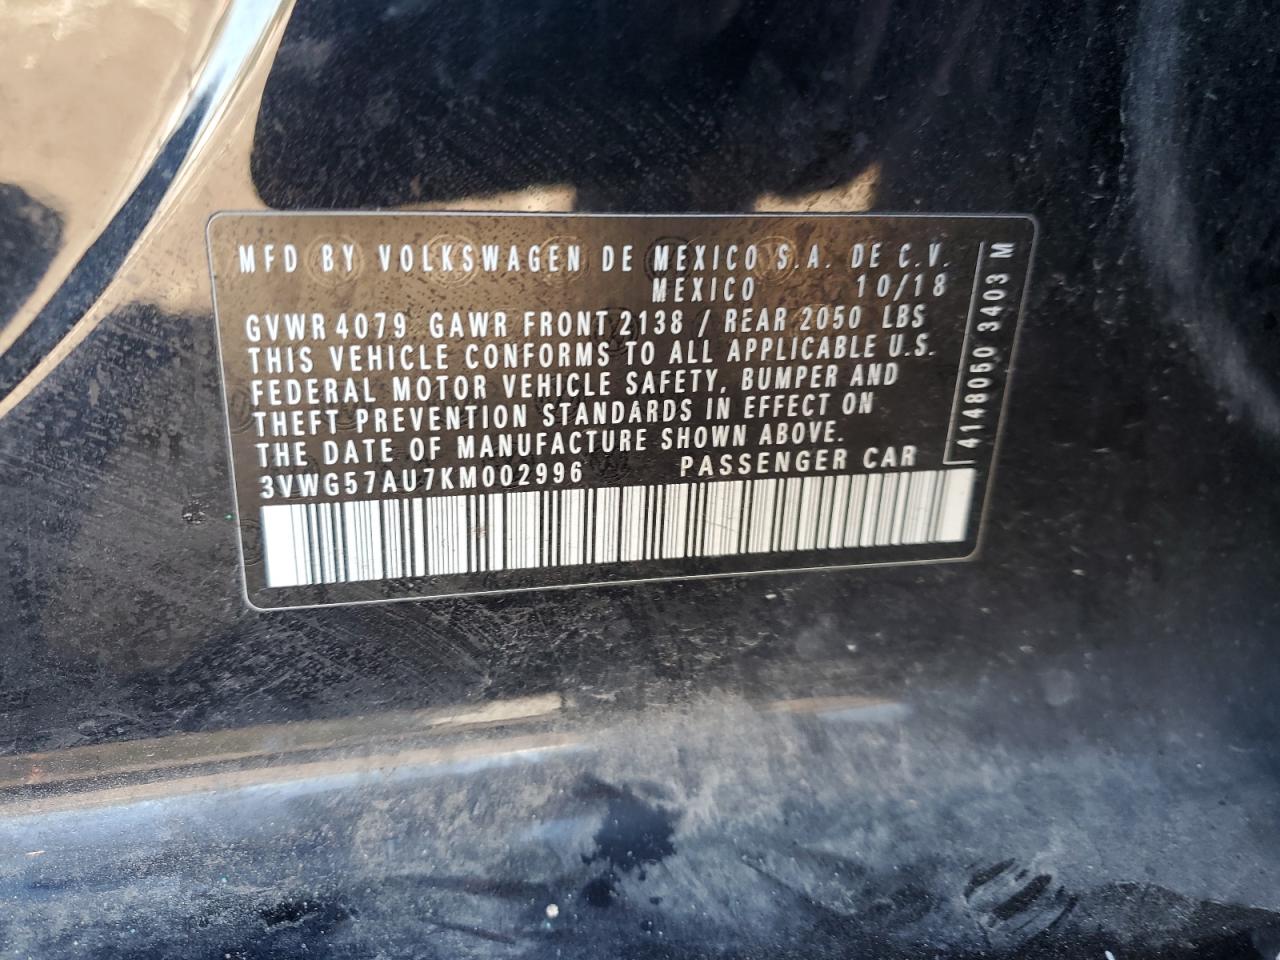 MFD BY VOLKSWAGEN DE MEXICO S.A. DE C.V.
MEXICO 10/18
GVWR 4079 GAWR FRONT 2138 / REAR 2050 LBS
THIS VEHICLE CONFORMS TO ALL APPLICABLE U.S.
FEDERAL MOTOR VEHICLE SAFETY, BUMPER AND
THEFT PREVENTION STANDARDS IN EFFECT ON
THE DATE OF MANUFACTURE SHOWN ABOVE.
3VWG57AU7KM002996 PASSENGER CAR
4148060 3403 M